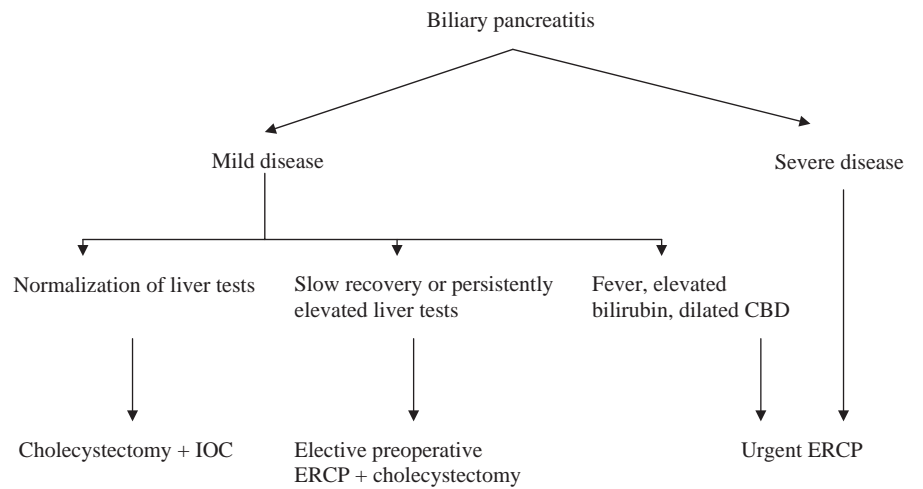 Biliary pancreatitis
Mild disease
Severe disease
Normalization of liver tests
Slow recovery or persistently
elevated liver tests
Fever, elevated
bilirubin, dilated CBD
Cholecystectomy + IOC
Elective preoperative
ERCP + cholecystectomy
Urgent ERCP